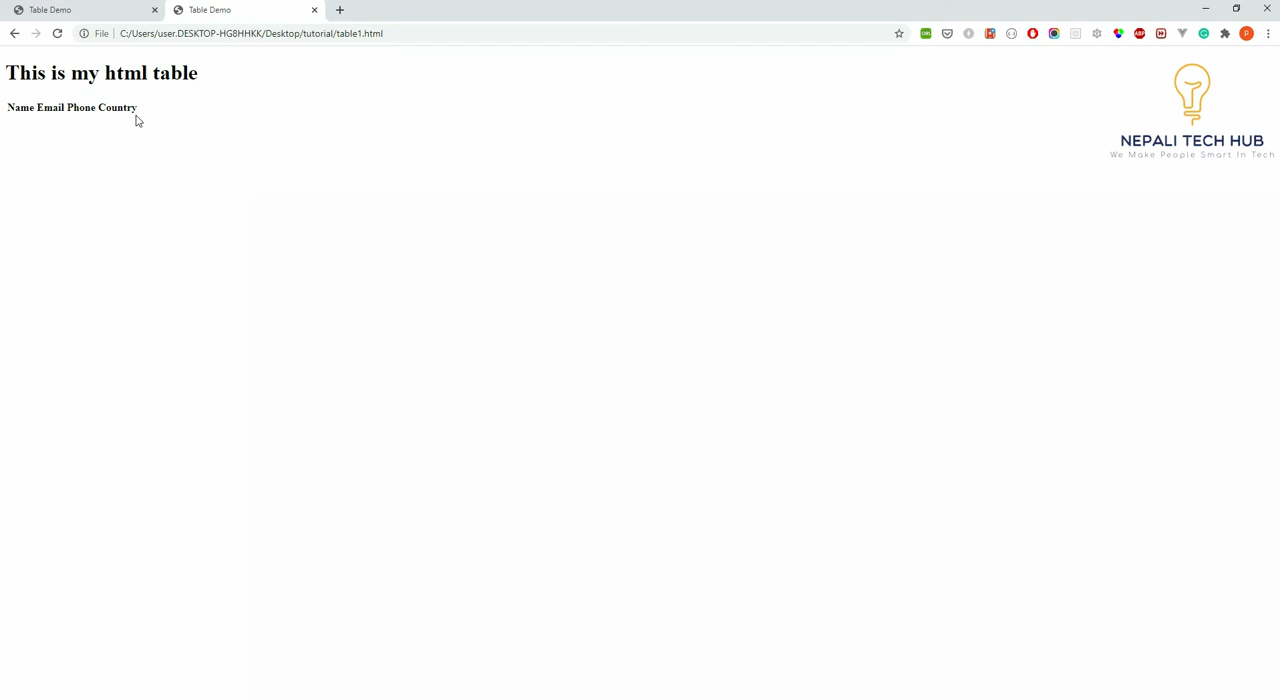 Table Demo
Table Demo
File
C:/Users/user.DESKTOP-HG8HHKK/Desktop/tutorial/table1.html
This is my html table
Name Email Phone Country
NEPALI TECH HUB
We Make People Smart In Tech
ABP
P